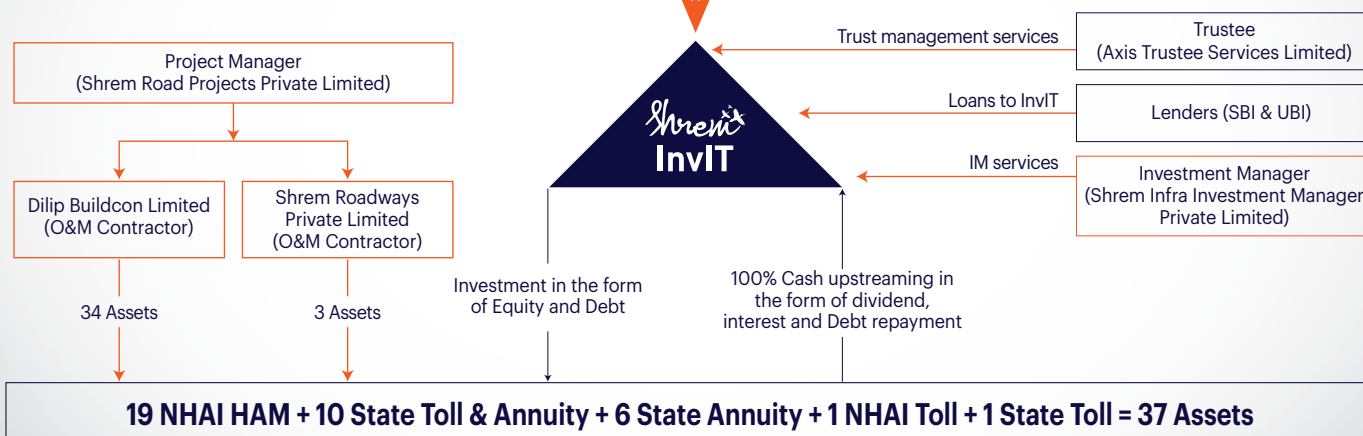 Project Manager
(Shrem Road Projects Private Limited)
Dilip Buildcon Limited
(O&M Contractor)
Shrem Roadways
Private Limited
(O&M Contractor)
34 Assets
3 Assets
Shrem
InvIT
Investment in the form
of Equity and Debt
100% Cash upstreaming in
the form of dividend,
interest and Debt repayment
Trust management services
Trustee
(Axis Trustee Services Limited)
Loans to InvIT
Lenders (SBI & UBI)
IM services
Investment Manager
(Shrem Infra Investment Manager
Private Limited)
19 NHAI HAM + 10 State Toll & Annuity + 6 State Annuity + 1 NHAI Toll + 1 State Toll = 37 Assets